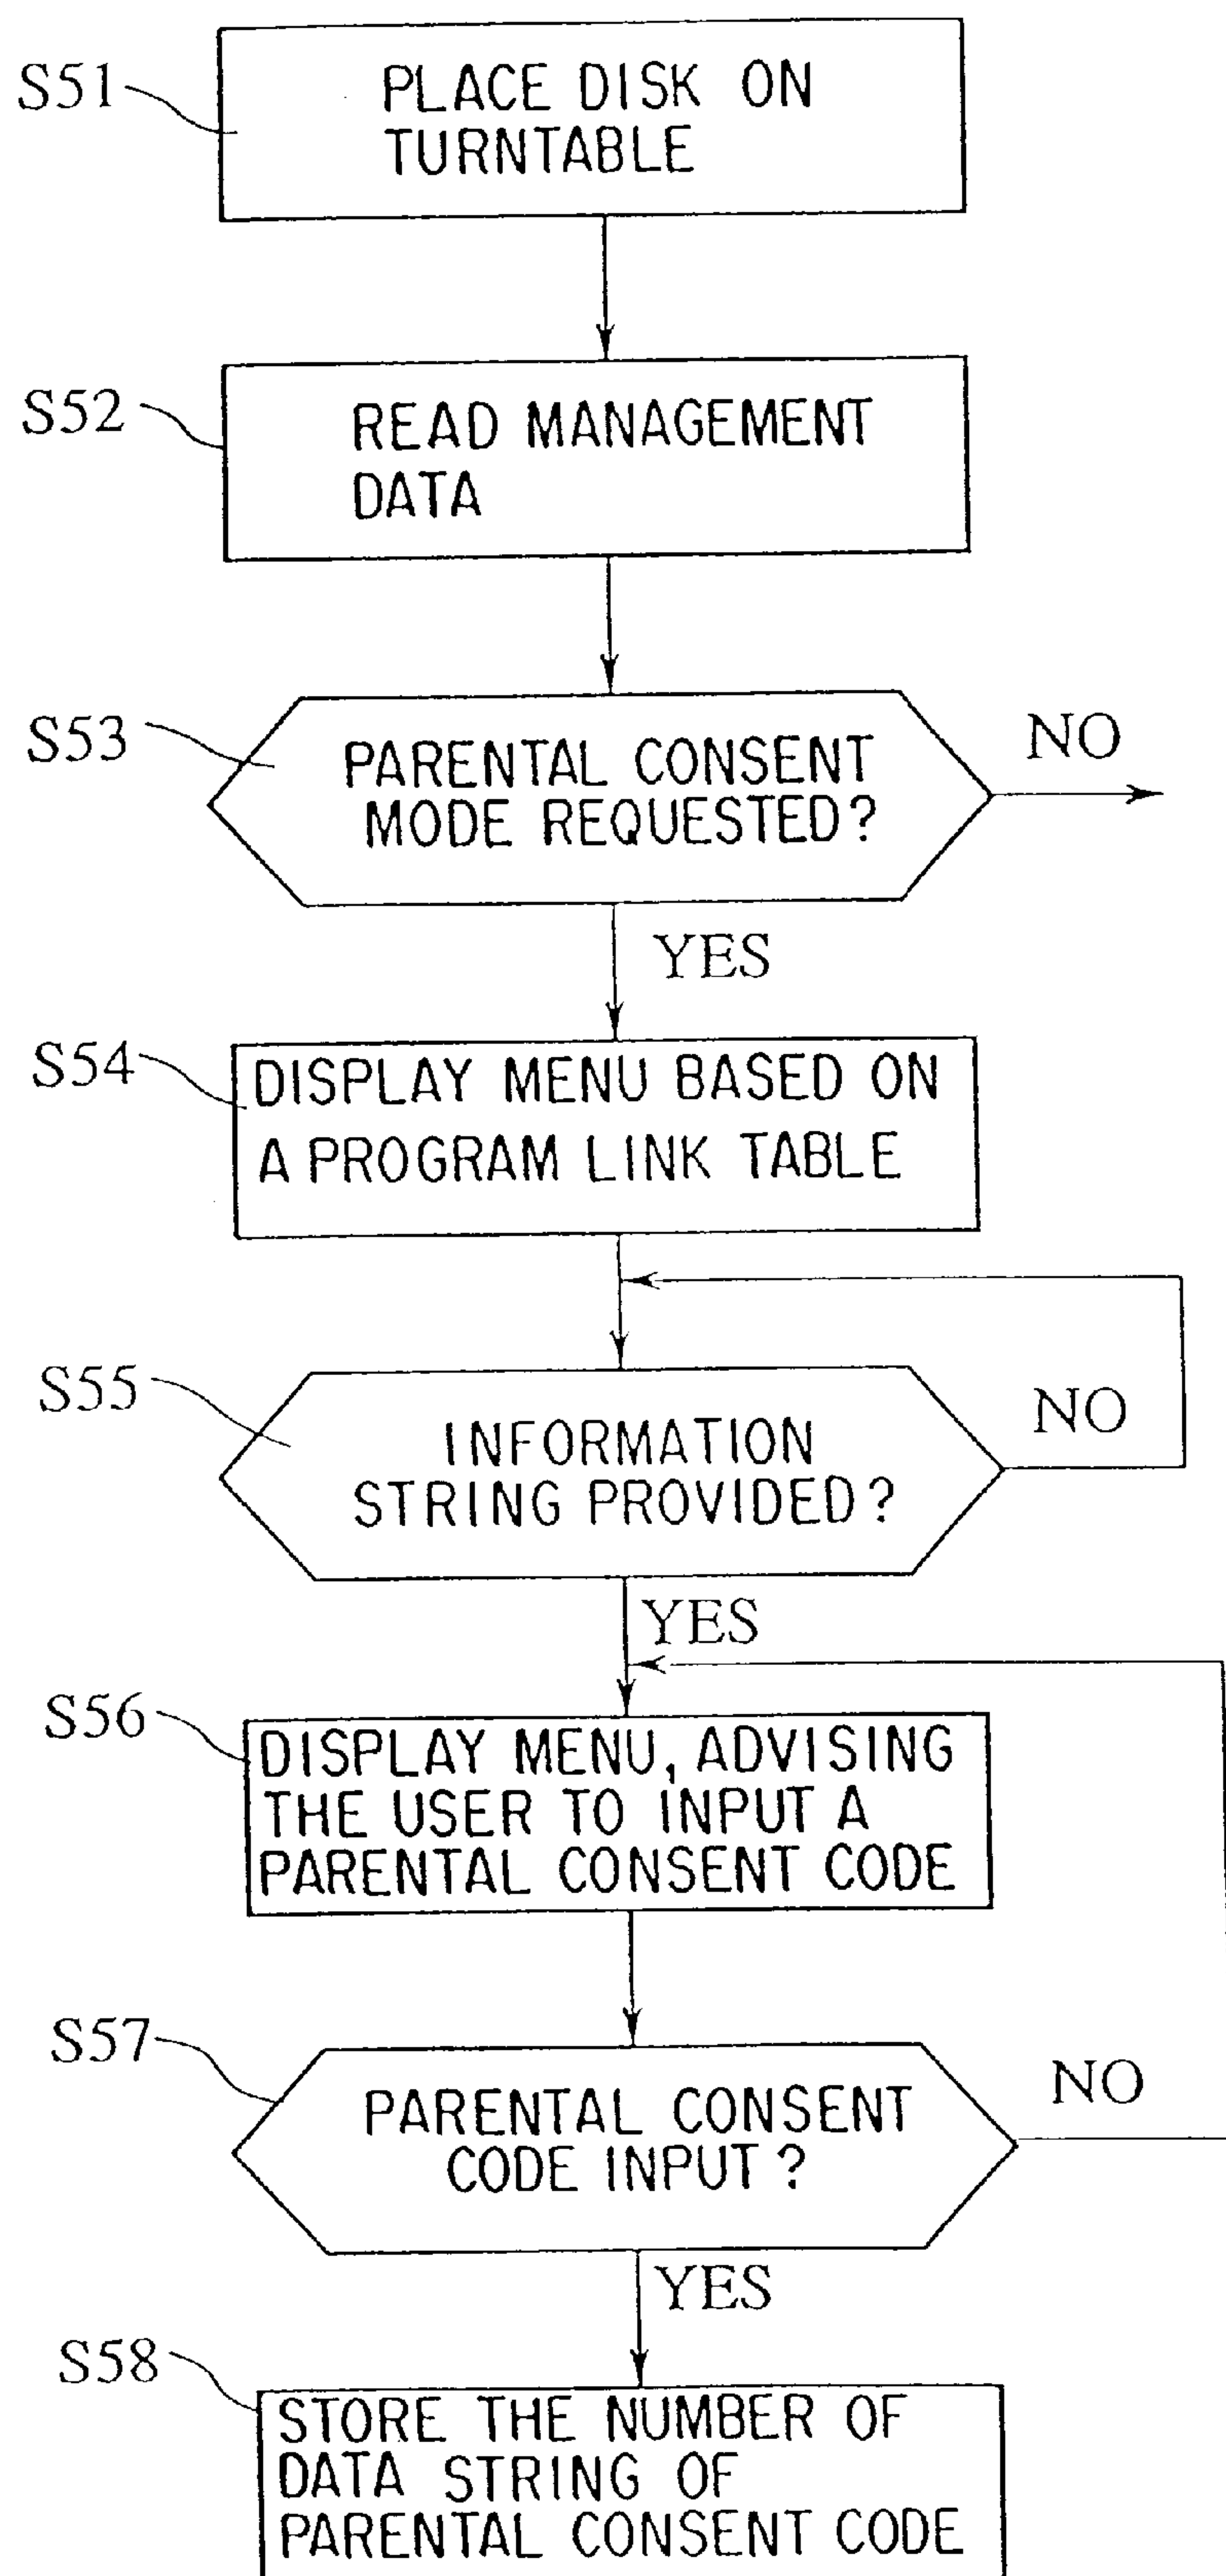 S51
PLACE DISK ON
TURNTABLE
S52
READ MANAGEMENT
DATA
S53
PARENTAL CONSENT
MODE REQUESTED?
NO
YES
S54
DISPLAY MENU BASED ON
A PROGRAM LINK TABLE
S55
INFORMATION
STRING PROVIDED?
NO
YES
S56
DISPLAY MENU, ADVISING
THE USER TO INPUT A
PARENTAL CONSENT CODE
S57
PARENTAL CONSENT
CODE INPUT?
NO
YES
S58
STORE THE NUMBER OF
DATA STRING OF
PARENTAL CONSENT CODE